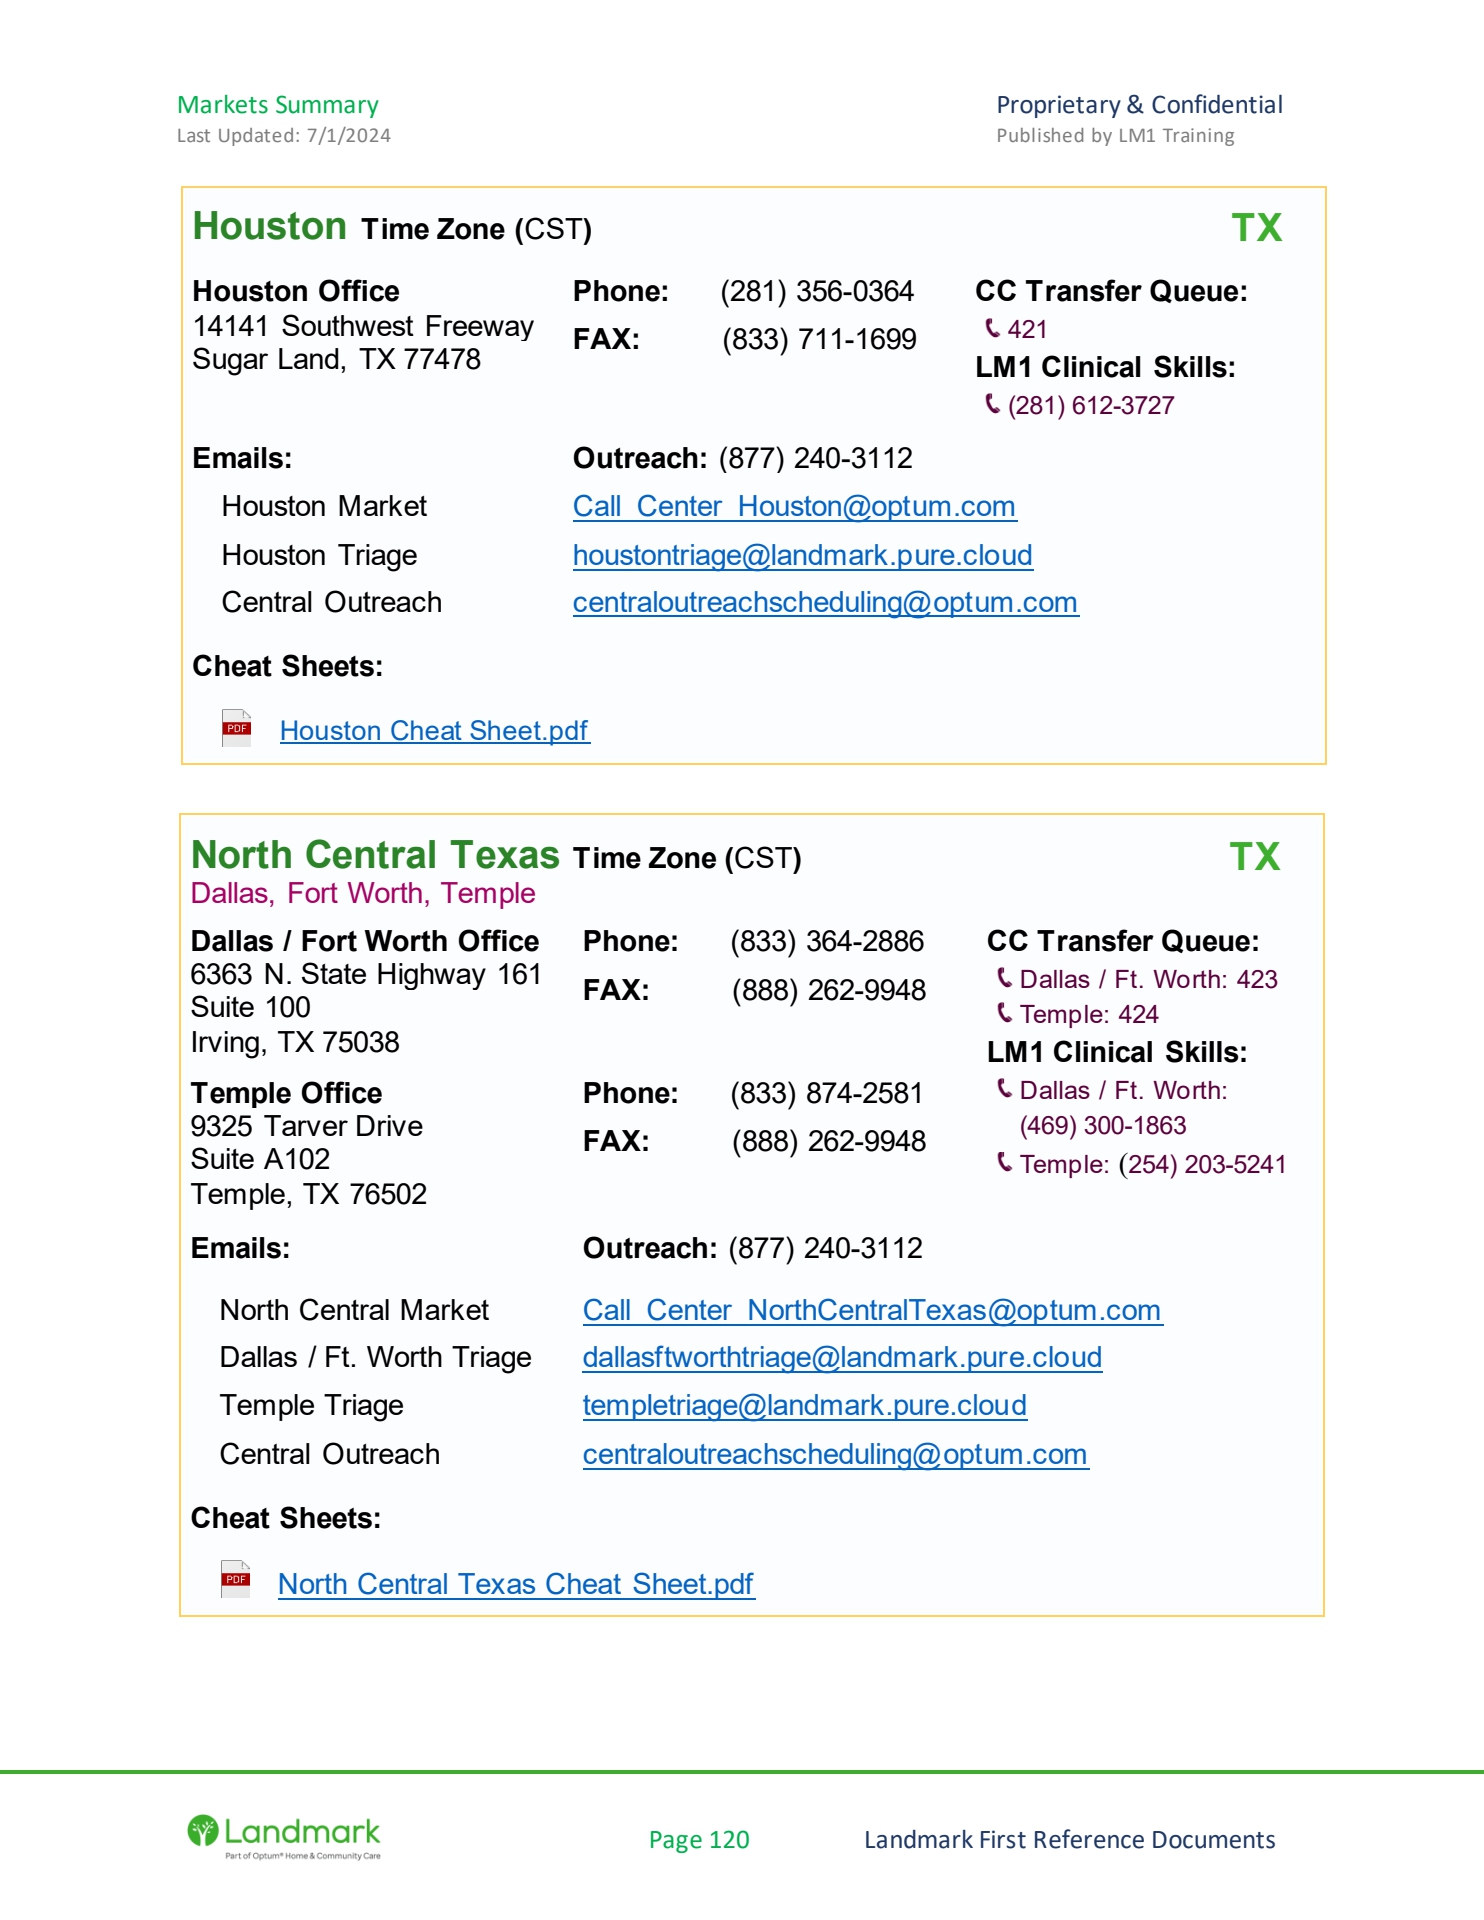 Markets Summary
Proprietary & Confidential
Last Updated: 7/1/2024
Published by LM1 Training
Houston Time Zone (CST)
TX
Houston Office
14141 Southwest Freeway
Sugar Land, TX 77478
Phone: (281) 356-0364
FAX: (833) 711-1699
CC Transfer Queue:
421
LM1 Clinical Skills:
(281) 612-3727
Emails:
Outreach: (877) 240-3112
Houston Market
Call_Center_Houston@optum.com
Houston Triage
houstontriage@landmark.pure.cloud
Central Outreach
centraloutreachscheduling@optum.com
Cheat Sheets:
PDF
Houston Cheat Sheet.pdf
North Central Texas Time Zone (CST)
TX
Dallas, Fort Worth, Temple
Dallas / Fort Worth Office
6363 N. State Highway 161
Suite 100
Irving, TX 75038
Phone: (833) 364-2886
FAX: (888) 262-9948
Temple Office
9325 Tarver Drive
Suite A102
Temple, TX 76502
Phone: (833) 874-2581
FAX: (888) 262-9948
CC Transfer Queue:
Dallas / Ft. Worth: 423
Temple: 424
LM1 Clinical Skills:
Dallas / Ft. Worth:
(469) 300-1863
Temple: (254) 203-5241
Emails:
Outreach: (877) 240-3112
North Central Market
Call_Center_NorthCentralTexas@optum.com
Dallas / Ft. Worth Triage
dallasftworthtriage@landmark.pure.cloud
Temple Triage
templetriage@landmark.pure.cloud
Central Outreach
centraloutreachscheduling@optum.com
Cheat Sheets:
PDF
North Central Texas Cheat Sheet.pdf
Landmark
Part of Optum® Home & Community Care
Page 120
Landmark First Reference Documents